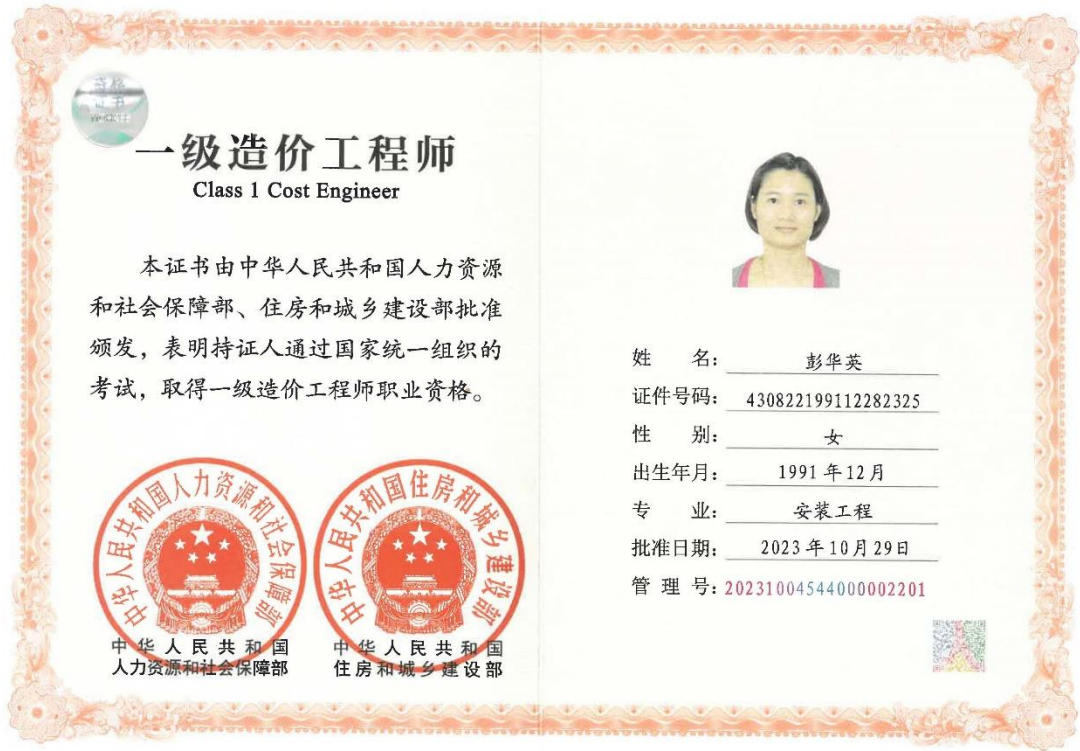 资格
证书
一级造价工程师
Class 1 Cost Engineer
本证书由中华人民共和国人力资源
和社会保障部、住房和城乡建设部批准
颁发，表明持证人通过国家统一组织的
考试，取得一级造价工程师职业资格。
中华人民共和国人力资源和社会保障部
中华人民共和国住房和城乡建设部
中华人民共和国
人力资源和社会保障部
中华人民共和国
住房和城乡建设部
姓 名：彭华英
证件号码：430822199112282325
性 别：女
出生年月：1991年12月
专 业：安装工程
批准日期：2023年10月29日
管 理 号：20231004544000002201